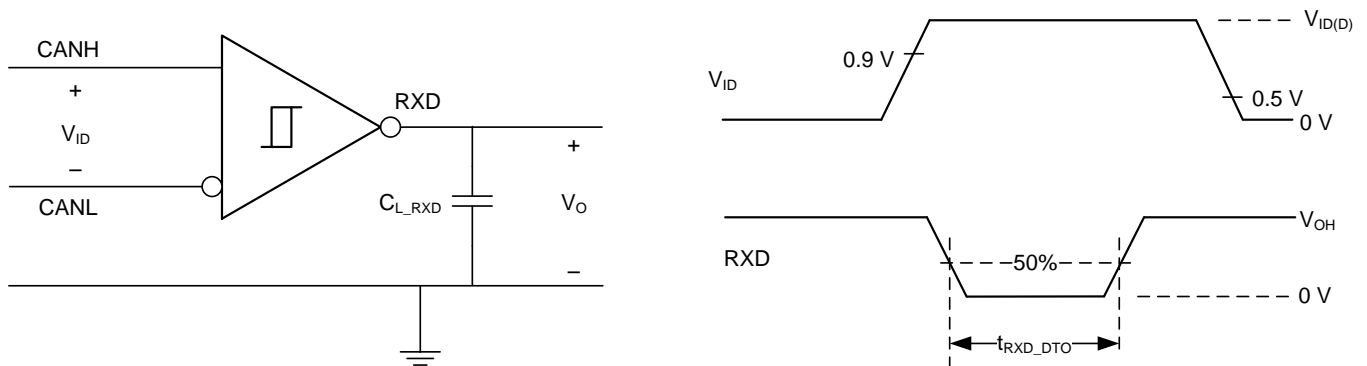 CANH
+
V_ID
–
CANL
RXD
C_L_RXD
+
V_O
–
V_ID
0.9 V
V_ID(D)
0.5 V
0 V
RXD
50%
V_OH
0 V
t_RXD_DTO